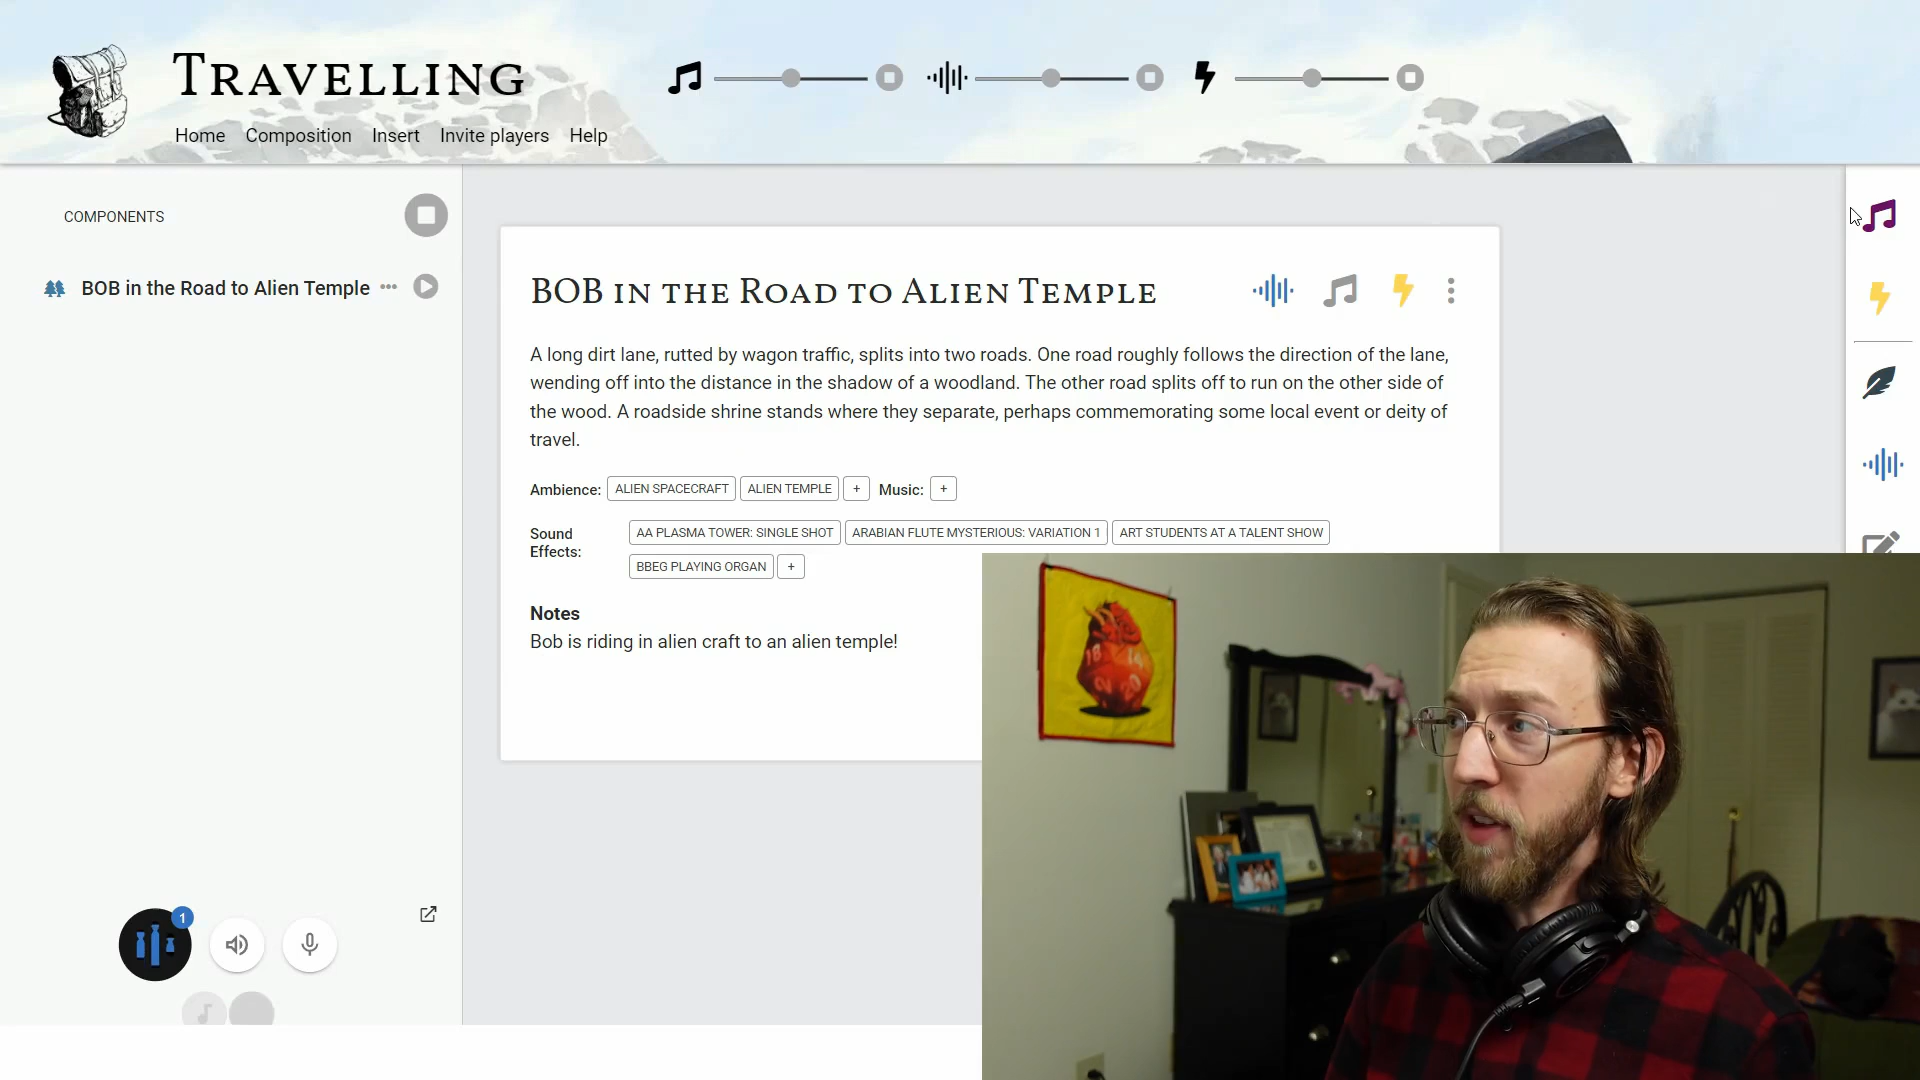 TRAVELLING
Home Composition Insert Invite players Help
COMPONENTS
BOB in the Road to Alien Temple
BOB IN THE ROAD TO ALIEN TEMPLE
A long dirt lane, rutted by wagon traffic, splits into two roads. One road roughly follows the direction of the lane,
wending off into the distance in the shadow of a woodland. The other road splits off to run on the other side of
the wood. A roadside shrine stands where they separate, perhaps commemorating some local event or deity of
travel.
Ambience: ALIEN SPACECRAFT ALIEN TEMPLE + Music: +
Sound
Effects:
AA PLASMA TOWER: SINGLE SHOT ARABIAN FLUTE MYSTERIOUS: VARIATION 1 ART STUDENTS AT A TALENT SHOW
BBEG PLAYING ORGAN +
Notes
Bob is riding in alien craft to an alien temple!
1
18
20